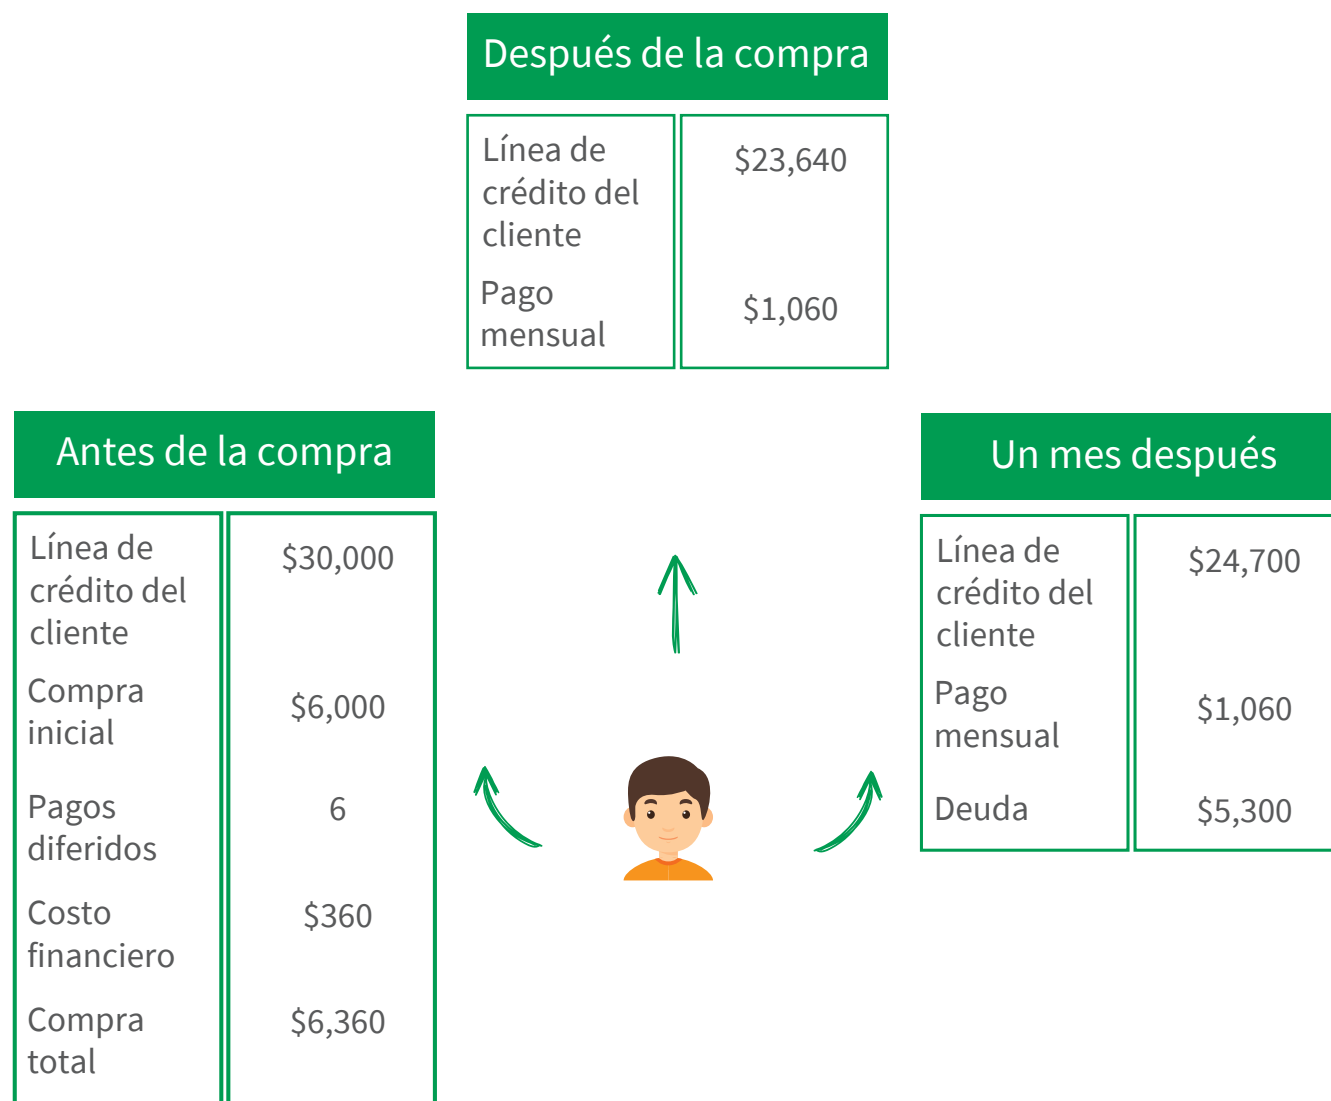 Después de la compra
Línea de
crédito del
cliente
$23,640
Pago
mensual
$1,060
Antes de la compra
Línea de
crédito del
cliente
$30,000
Compra
inicial
$6,000
Pagos
diferidos
6
Costo
financiero
$360
Compra
total
$6,360
Un mes después
Línea de
crédito del
cliente
$24,700
Pago
mensual
$1,060
Deuda
$5,300